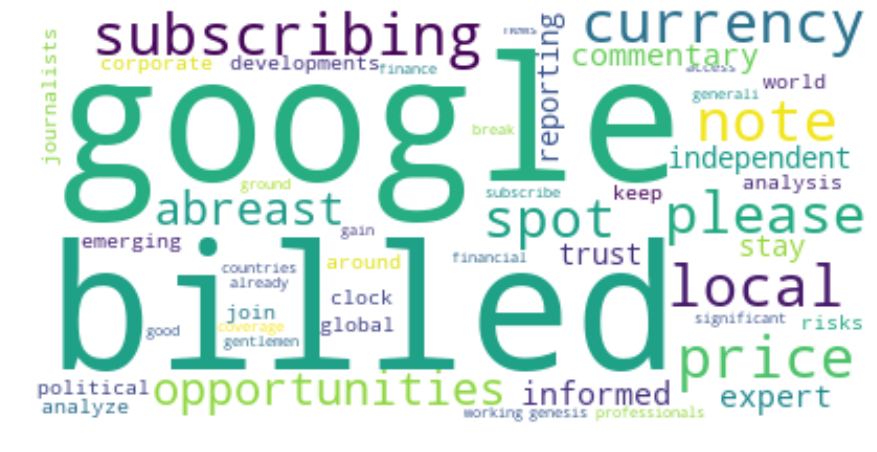 subscribing
news
reporting
currency
journalists
corporate
developments
finance
commentary
access
google
world
generali
break
note
independent
ground
abreast
subscribe
keep
analysis
spot
please
gain
emerging
stay
trust
billed
countries
around
financial
already
local
clock
join
good
coverage
global
gentlemen
significant
risks
price
political
opportunities
informed
expert
analyze
working
genesis
professionals